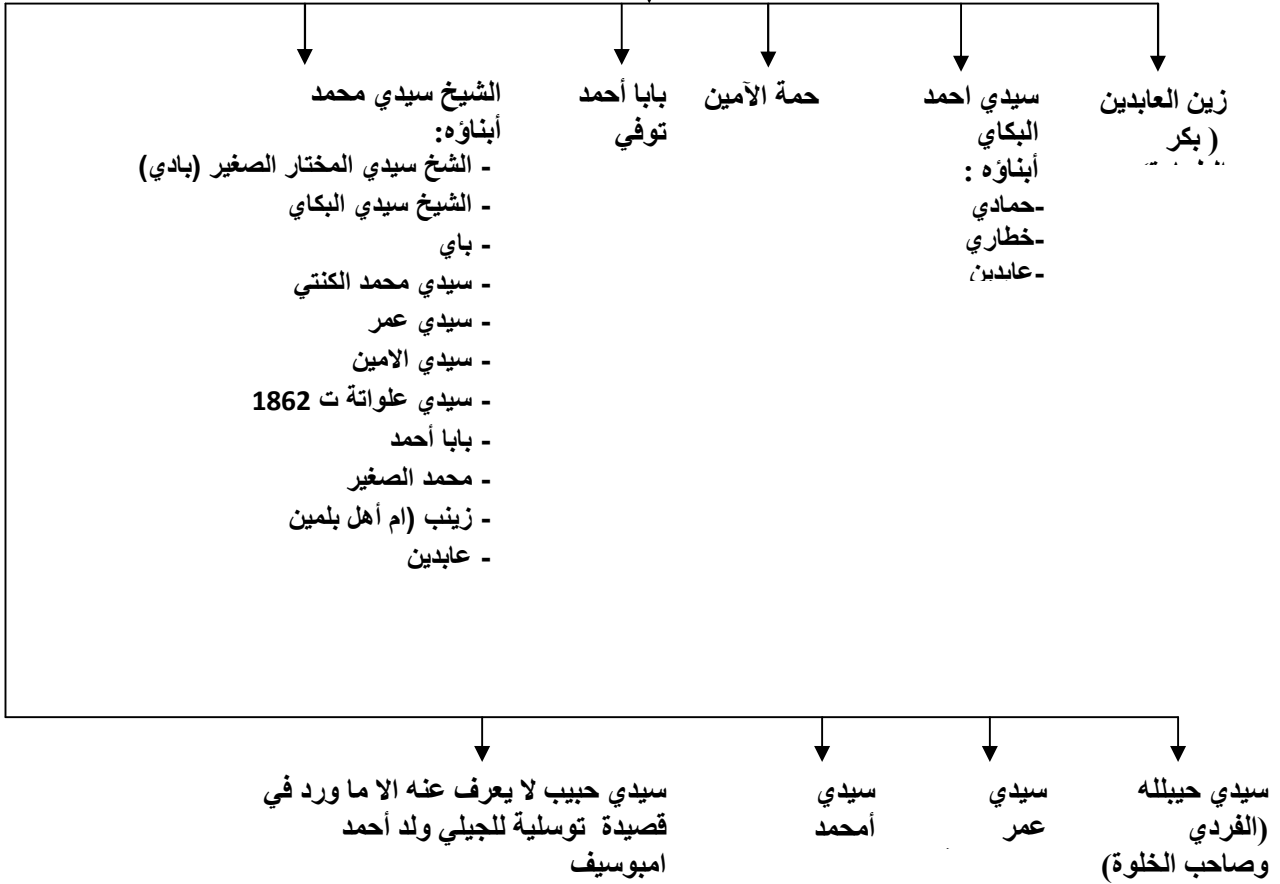 زين العابدين
( بكر
سيدي احمد
البكاي
أبناؤه :
-حمادي
-خطاري
-عابدين
حمة الآمين
بابا أحمد
توفي
الشيخ سيدي محمد
أبناؤه:
- الشخ سيدي المختار الصغير (بادي)
- الشيخ سيدي البكاي
- باي
- سيدي محمد الكنتي
- سيدي عمر
- سيدي الامين
- سيدي علواتة ت 1862
- بابا أحمد
- محمد الصغير
- زينب (ام أهل بلمين
- عابدين
سيدي حيبلله
(الفردي
وصاحب الخلوة)
سيدي
عمر
سيدي
أمحمد
سيدي حبيب لا يعرف عنه الا ما ورد في
قصيدة توسلية للجيلي ولد أحمد
امبوسيف